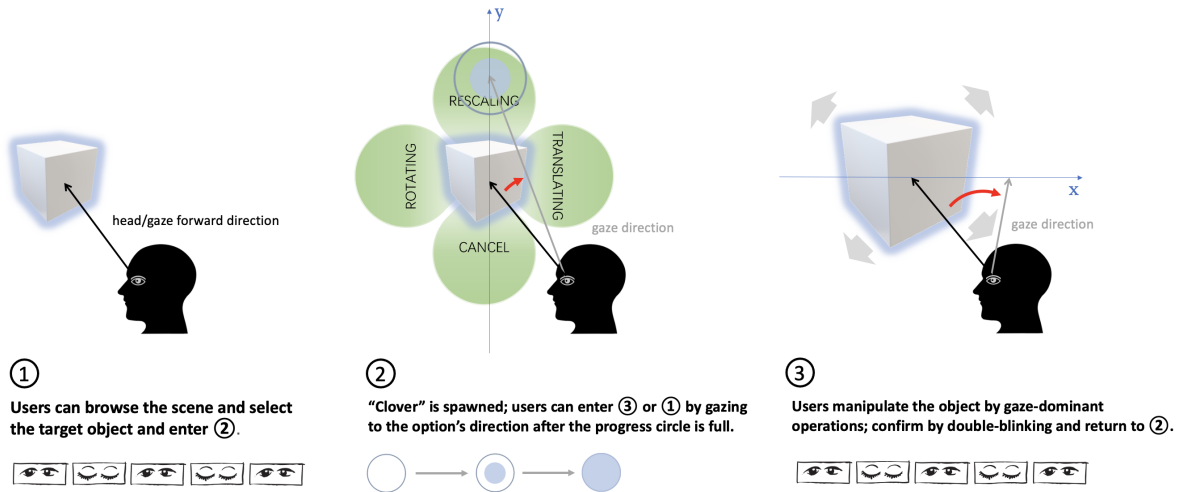 head/gaze forward direction
①
Users can browse the scene and select
the target object and enter ②.
y
RESCALING
ROTATING
TRANSLATING
CANCEL
gaze direction
②
“Clover” is spawned; users can enter ③ or ① by gazing
to the option’s direction after the progress circle is full.
x
gaze direction
③
Users manipulate the object by gaze-dominant
operations; confirm by double-blinking and return to ②.